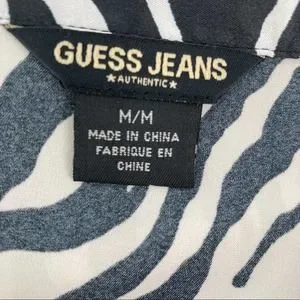 GUESS JEANS
★AUTHENTIC★
M/M
MADE IN CHINA
FABRIQUE EN
CHINE